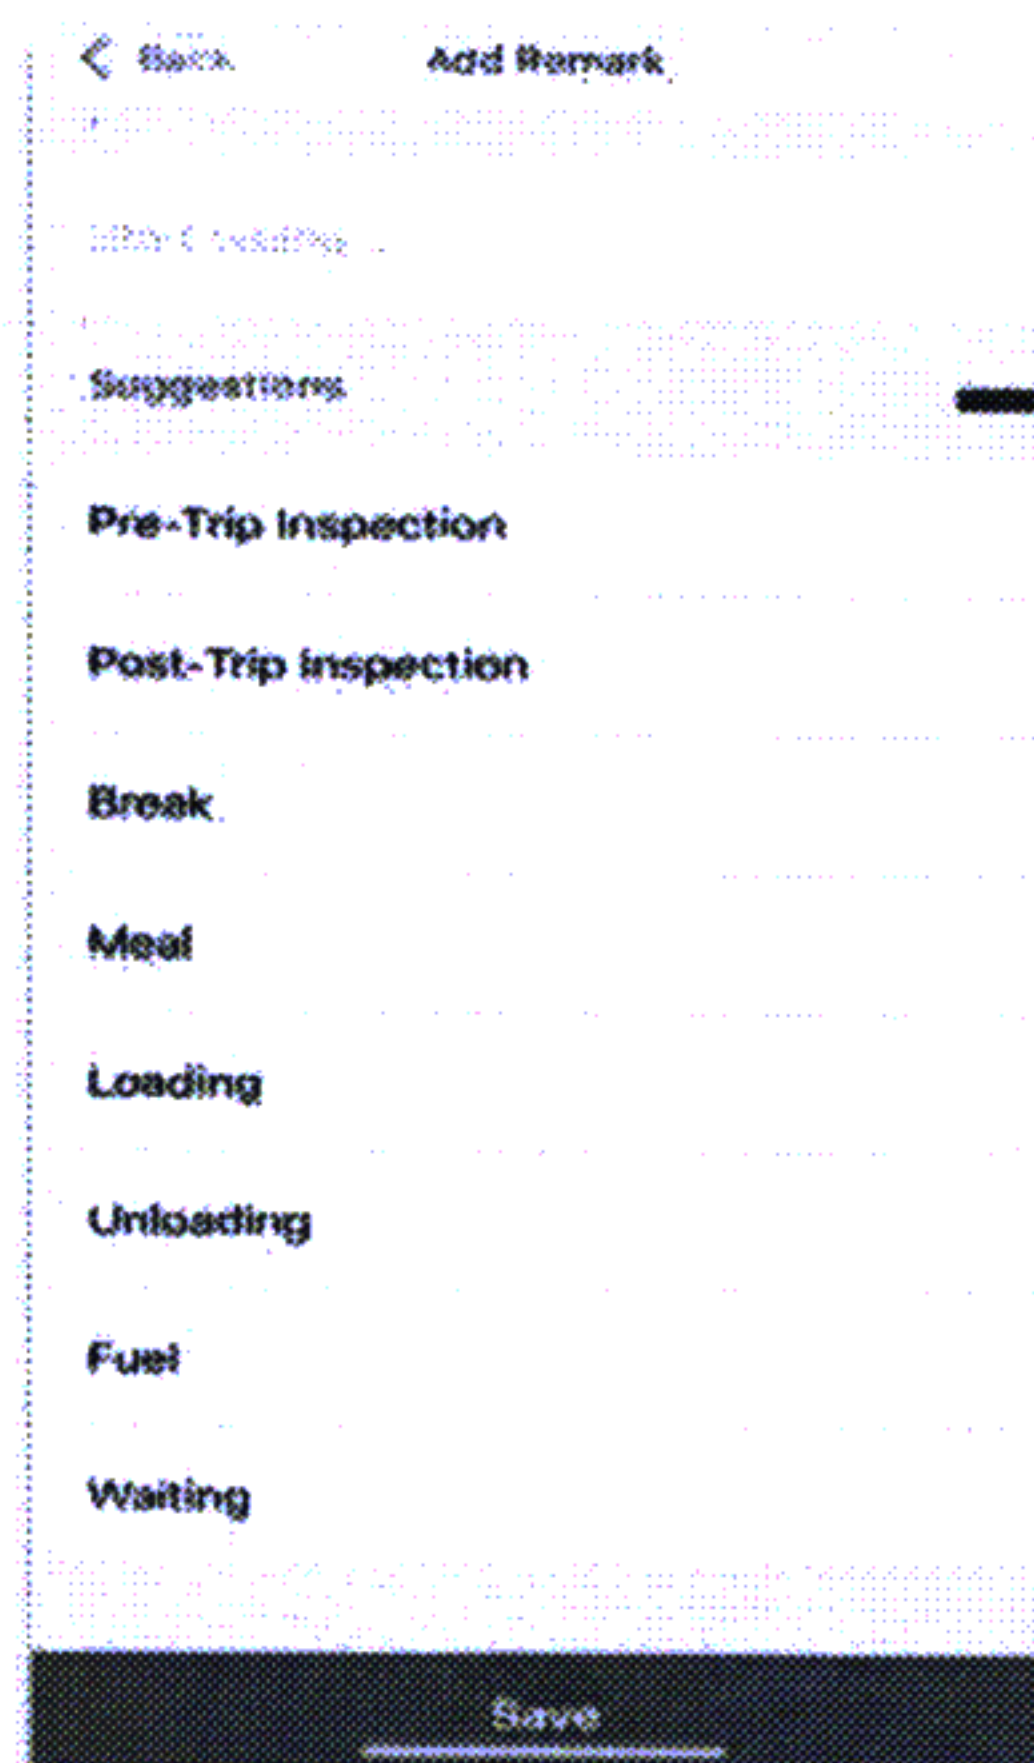 Back
Add Remark
Suggestions
Pre-Trip Inspection
Post-Trip Inspection
Break
Meal
Loading
Unloading
Fuel
Waiting
Save